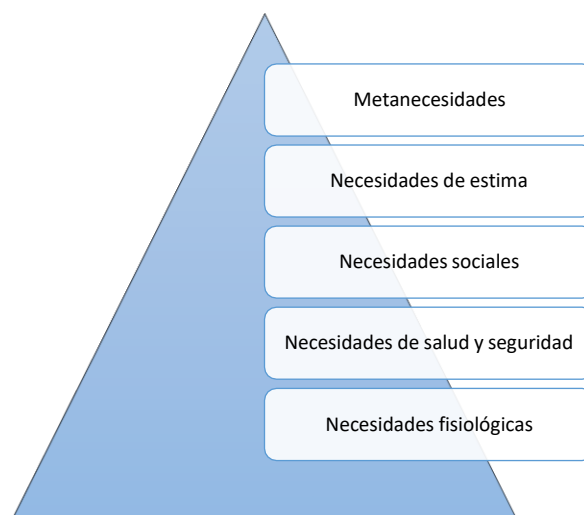 Metanecesidades
Necesidades de estima
Necesidades sociales
Necesidades de salud y seguridad
Necesidades fisiológicas